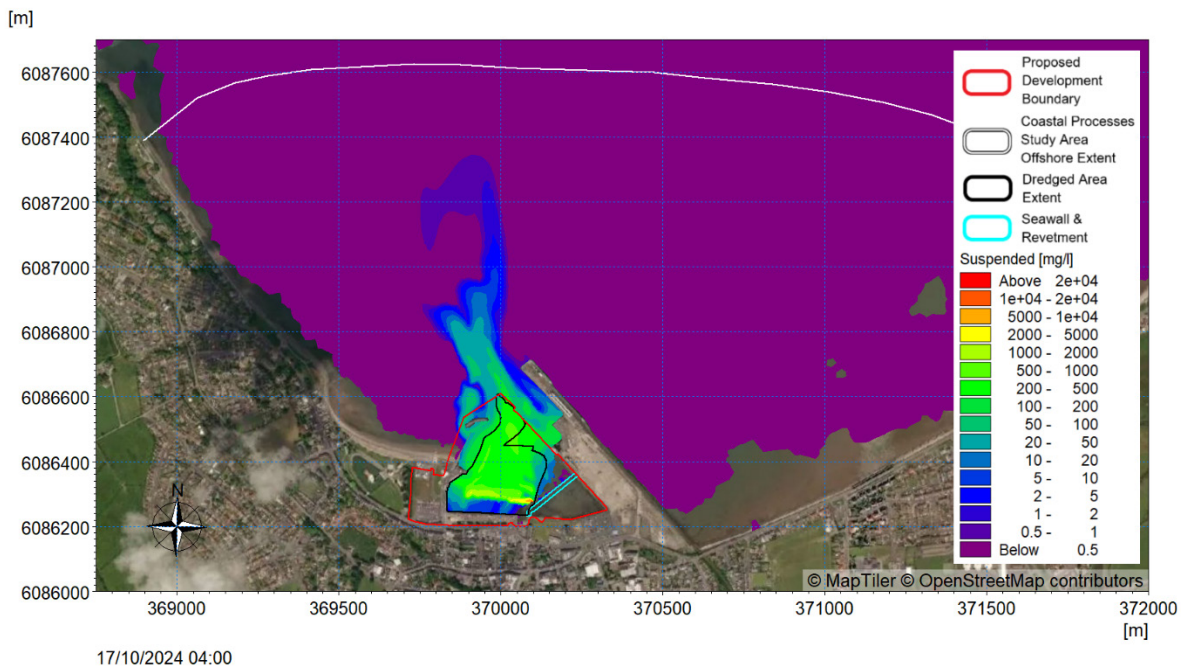 [m]
6087600
6087400
6087200
6087000
6086800
6086600
6086400
6086200
6086000
369000 369500 370000 370500 371000 371500 372000
[m]
17/10/2024 04:00
N
Proposed
Development
Boundary
Coastal Processes
Study Area
Offshore Extent
Dredged Area
Extent
Seawall &
Revetment
Suspended [mg/l]
Above 2e+04
1e+04 - 2e+04
5000 - 1e+04
2000 - 5000
1000 - 2000
500 - 1000
200 - 500
100 - 200
50 - 100
20 - 50
10 - 20
5 - 10
2 - 5
1 - 2
0.5 - 1
Below 0.5
© MapTiler © OpenStreetMap contributors